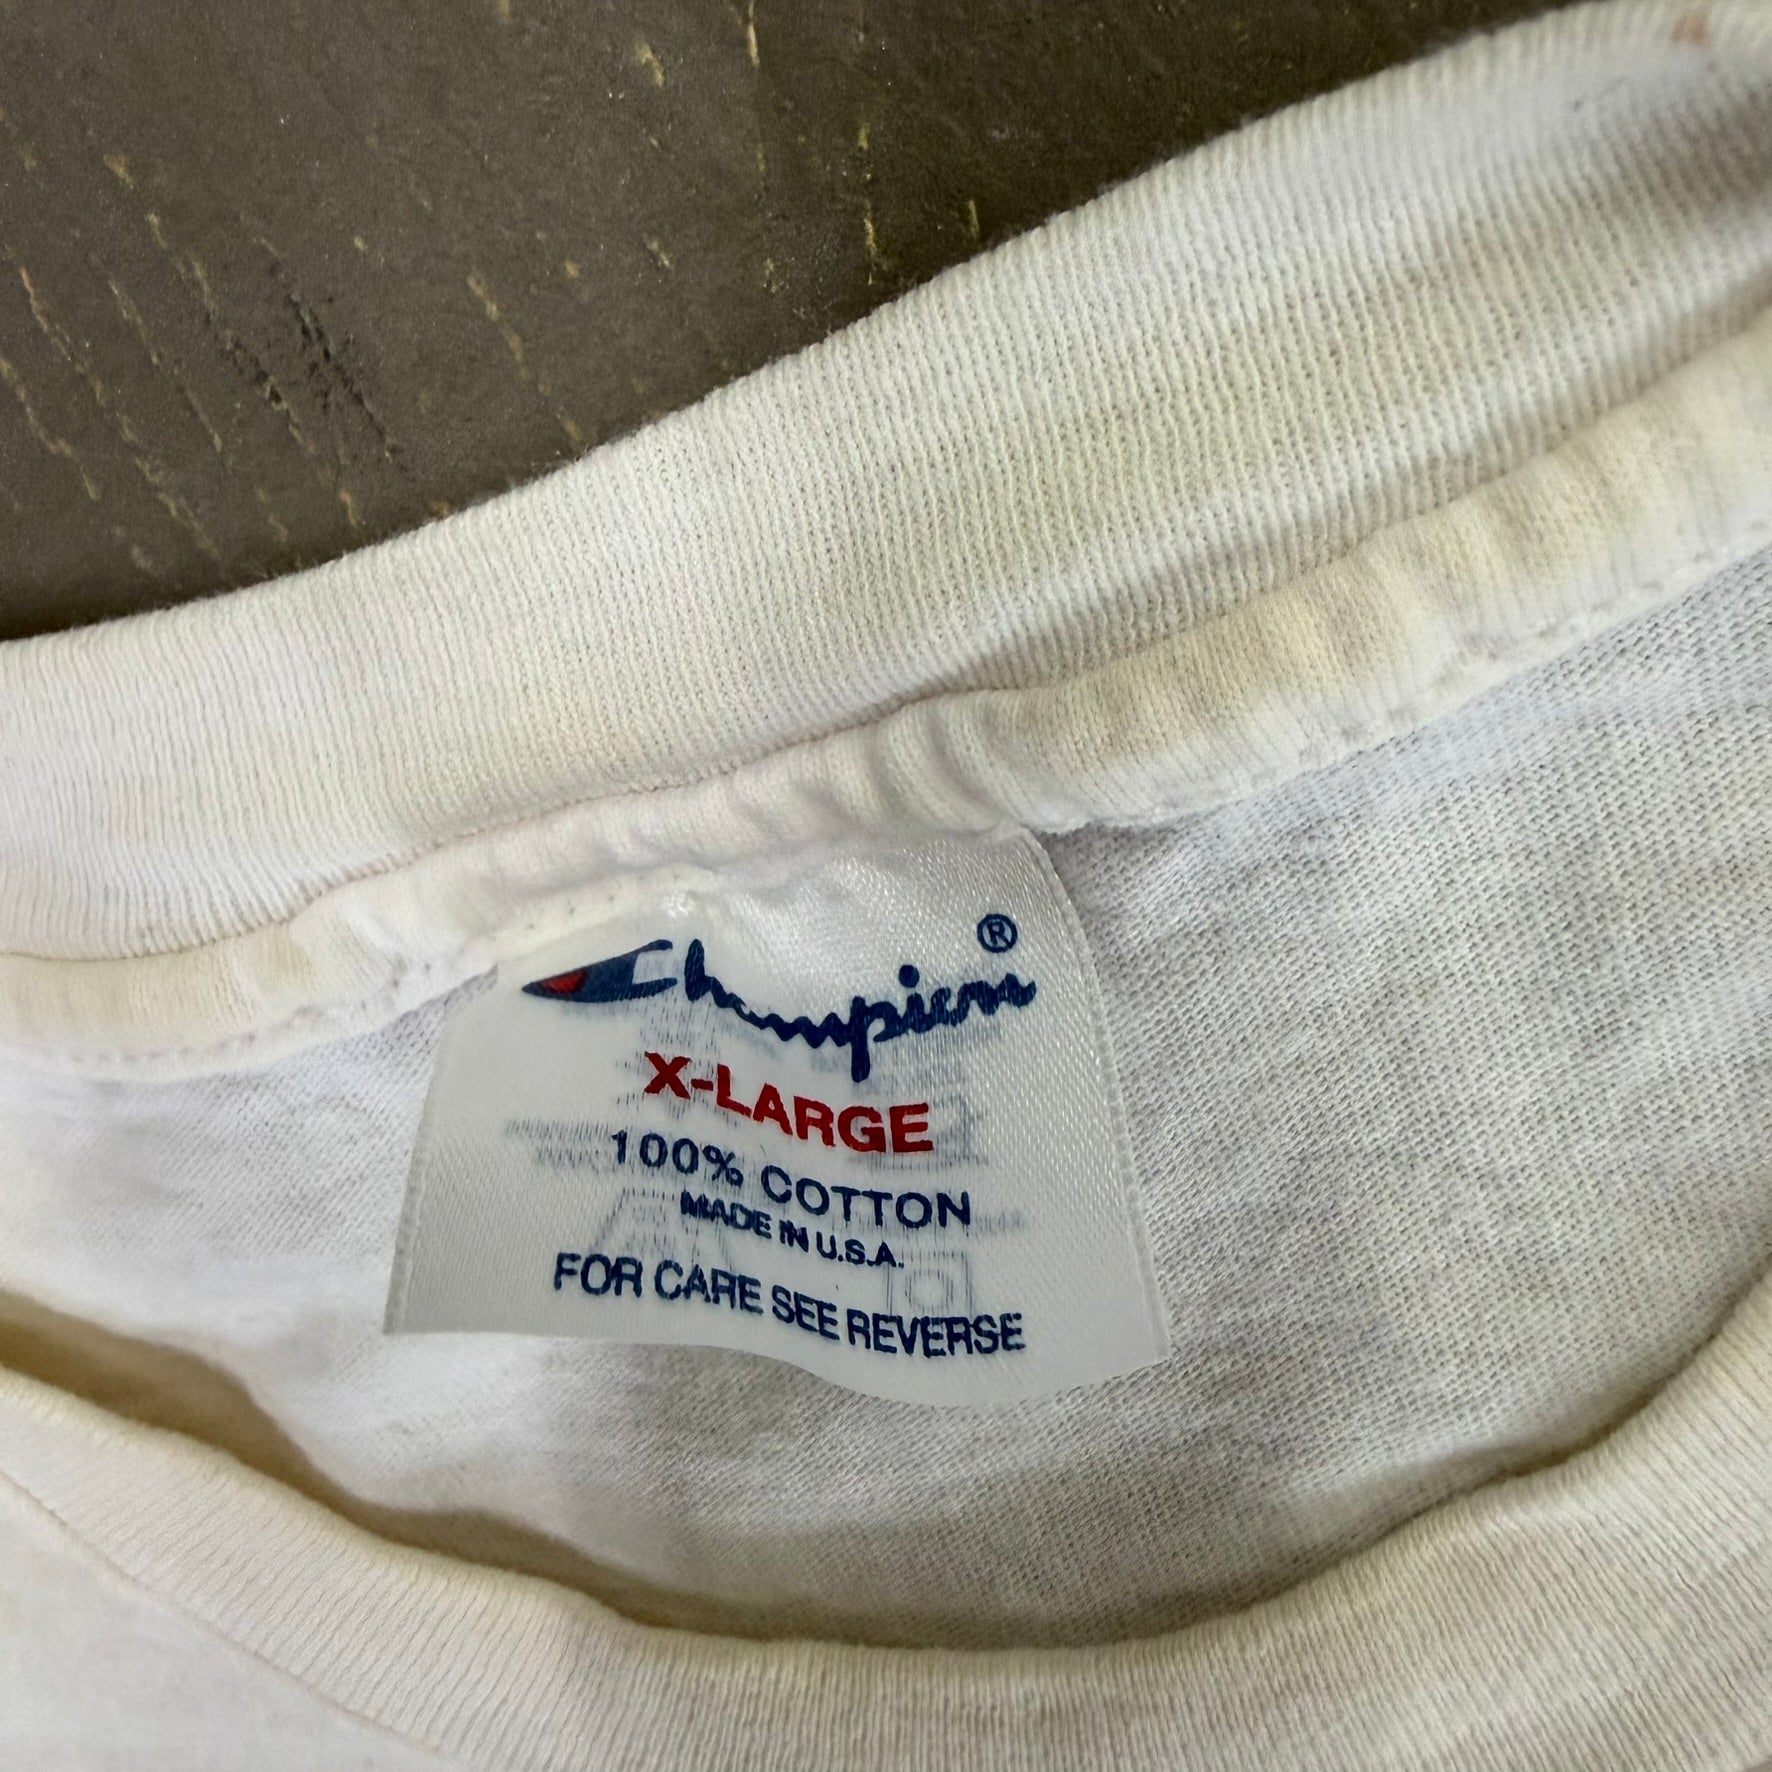 Champion®
X-LARGE
100% COTTON
MADE IN U.S.A.
FOR CARE SEE REVERSE